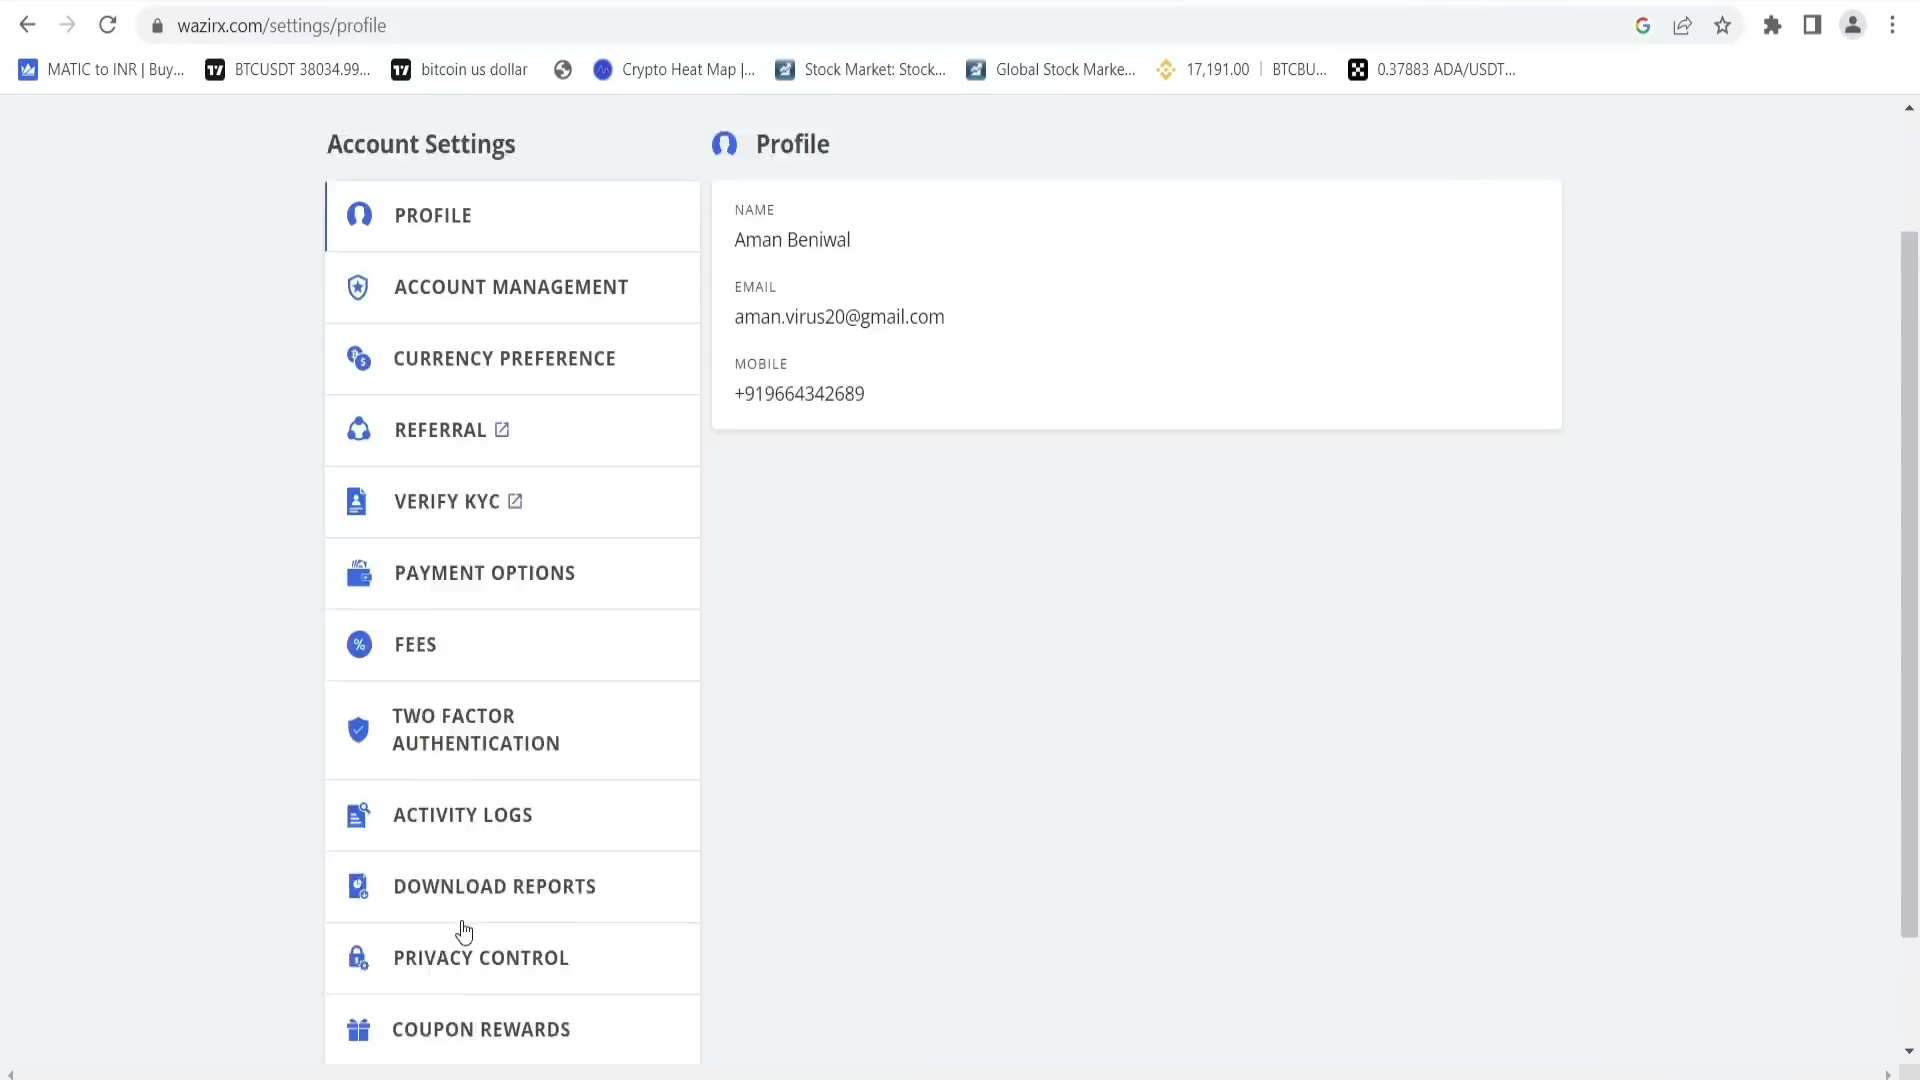 wazirx.com/settings/profile
MATIC to INR | Buy...
BTCUSDT 38034.99...
bitcoin us dollar
Crypto Heat Map |...
Stock Market: Stock...
Global Stock Marke...
17,191.00 | BTCBU...
0.37883 ADA/USDT...
Account Settings
PROFILE
ACCOUNT MANAGEMENT
CURRENCY PREFERENCE
REFERRAL
VERIFY KYC
PAYMENT OPTIONS
FEES
TWO FACTOR
AUTHENTICATION
ACTIVITY LOGS
DOWNLOAD REPORTS
PRIVACY CONTROL
COUPON REWARDS
Profile
NAME
Aman Beniwal
EMAIL
aman.virus20@gmail.com
MOBILE
+919664342689